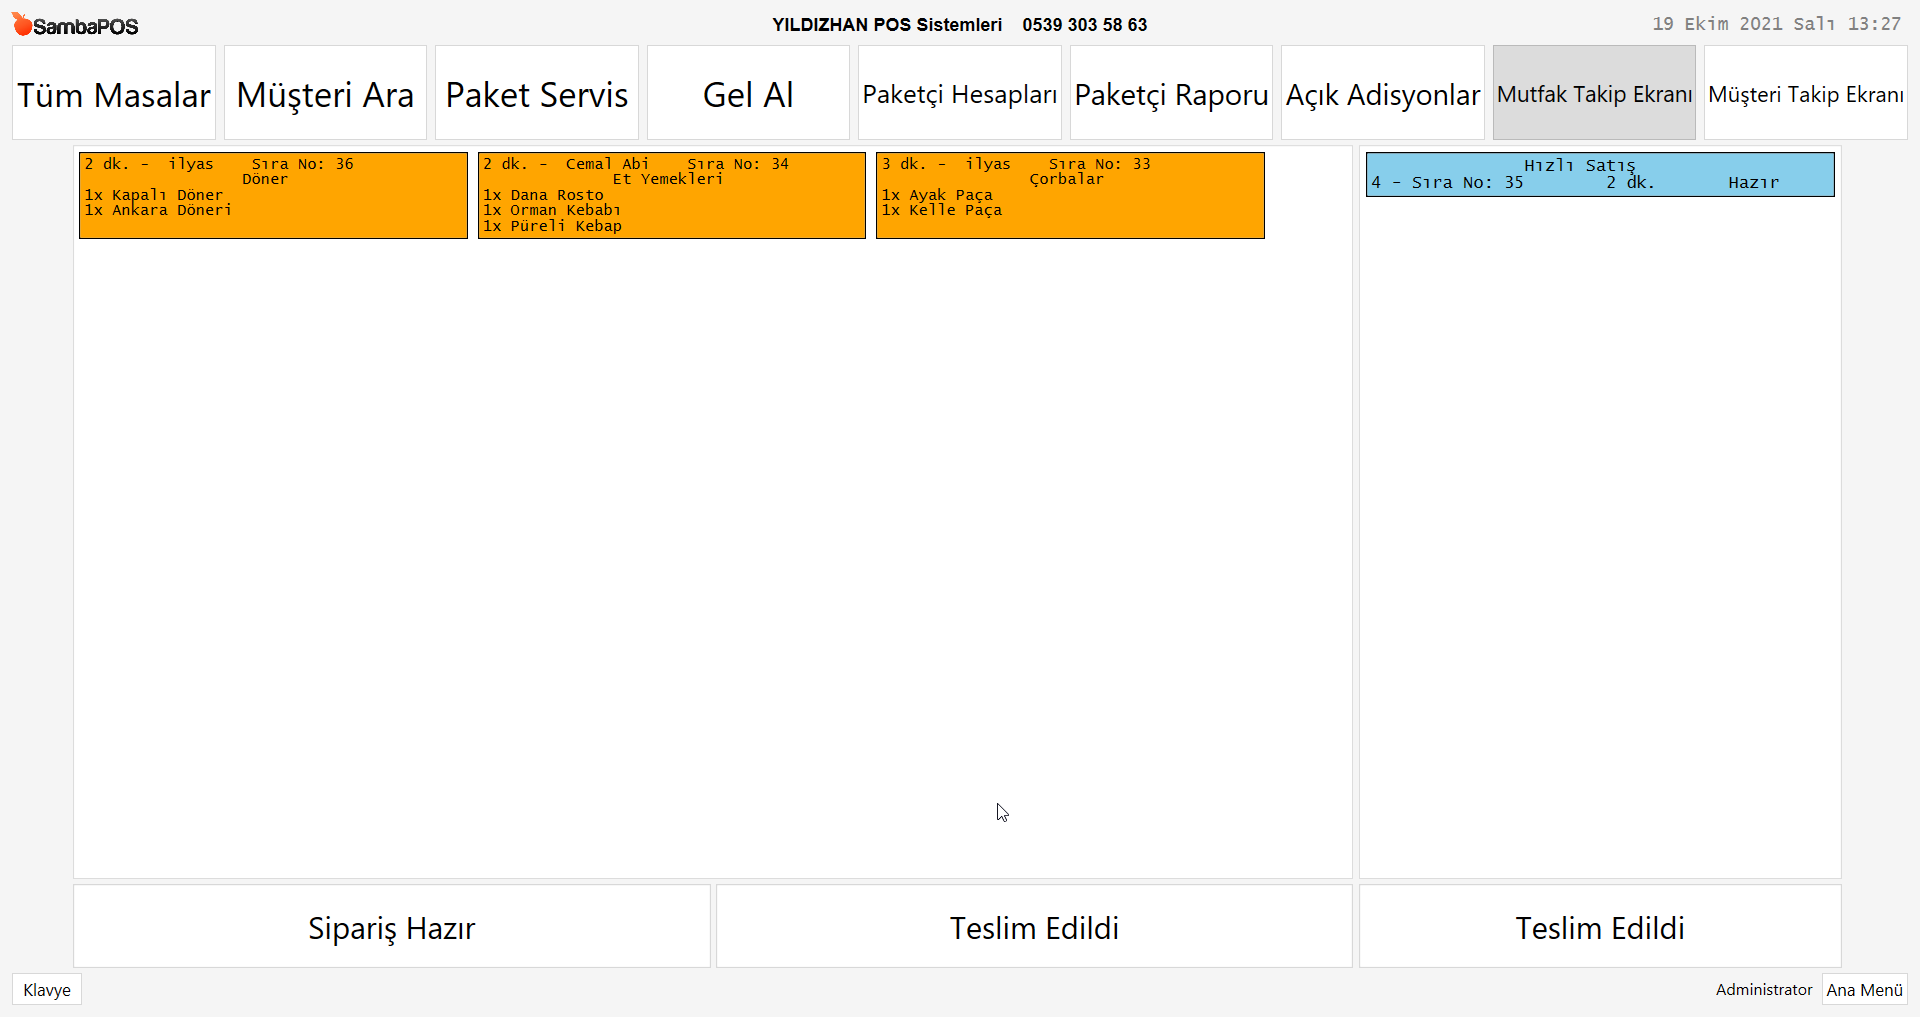 SambaPOS
YILDIZHAN POS Sistemleri 0539 303 58 63
19 Ekim 2021 Salı 13:27
Tüm Masalar
Müşteri Ara
Paket Servis
Gel Al
Paketçi Hesapları
Paketçi Raporu
Açık Adisyonlar
Mutfak Takip Ekranı
Müşteri Takip Ekranı
2 dk. - ilyas Sıra No: 36
Döner
1x Kapalı Döner
1x Ankara Döneri
2 dk. - Cemal Abi Sıra No: 34
Et Yemekleri
1x Dana Rosto
1x Orman Kebabı
1x Püreli Kebap
3 dk. - ilyas Sıra No: 33
Çorbalar
1x Ayak Paça
1x Kelle Paça
Hızlı Satış
4 - Sıra No: 35 2 dk. Hazır
Sipariş Hazır
Teslim Edildi
Teslim Edildi
Klavye
Administrator
Ana Menü